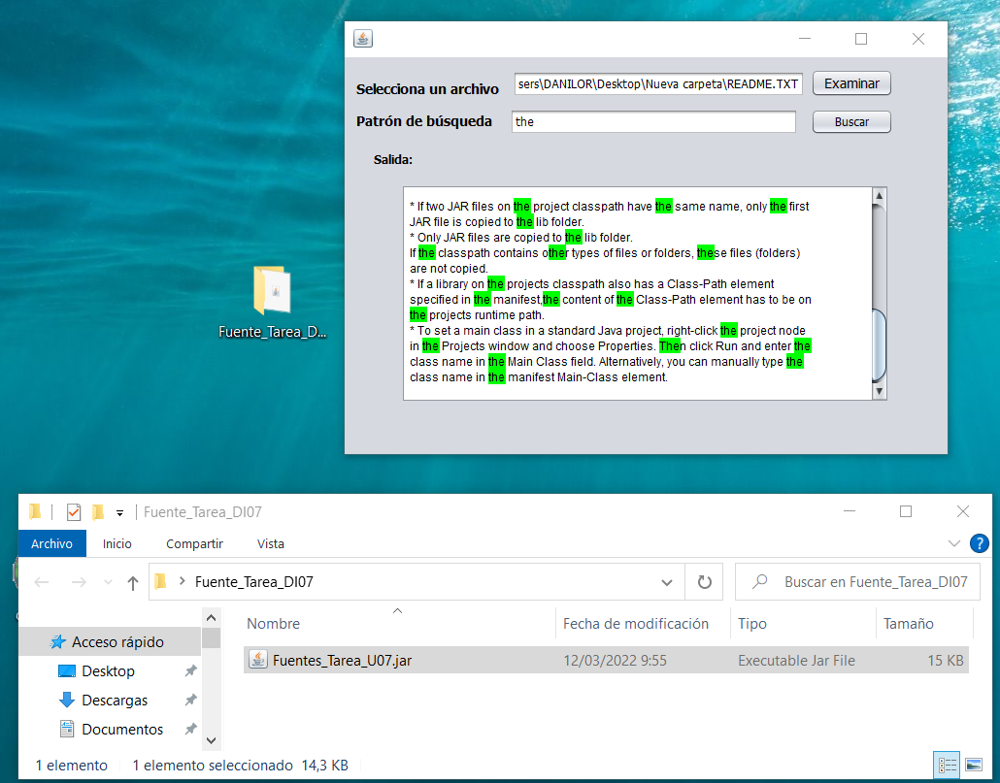 Selecciona un archivo
sers\DANILOR\Desktop\Nueva carpeta\README.TXT
Examinar
Patrón de búsqueda
the
Buscar
Salida:
* If two JAR files on the project classpath have the same name, only the first
JAR file is copied to the lib folder.
* Only JAR files are copied to the lib folder.
If the classpath contains other types of files or folders, these files (folders)
are not copied.
* If a library on the projects classpath also has a Class-Path element
specified in the manifest,the content of the Class-Path element has to be on
the projects runtime path.
* To set a main class in a standard Java project, right-click the project node
in the Projects window and choose Properties. Then click Run and enter the
class name in the Main Class field. Alternatively, you can manually type the
class name in the manifest Main-Class element.
Fuente_Tarea_D...
Fuente_Tarea_DI07
Archivo
Inicio
Compartir
Vista
Fuente_Tarea_DI07
Buscar en Fuente_Tarea_DI07
Acceso rápido
Desktop
Descargas
Documentos
Nombre
Fecha de modificación
Tipo
Tamaño
Fuentes_Tarea_U07.jar
12/03/2022 9:55
Executable Jar File
15 KB
1 elemento
1 elemento seleccionado 14,3 KB